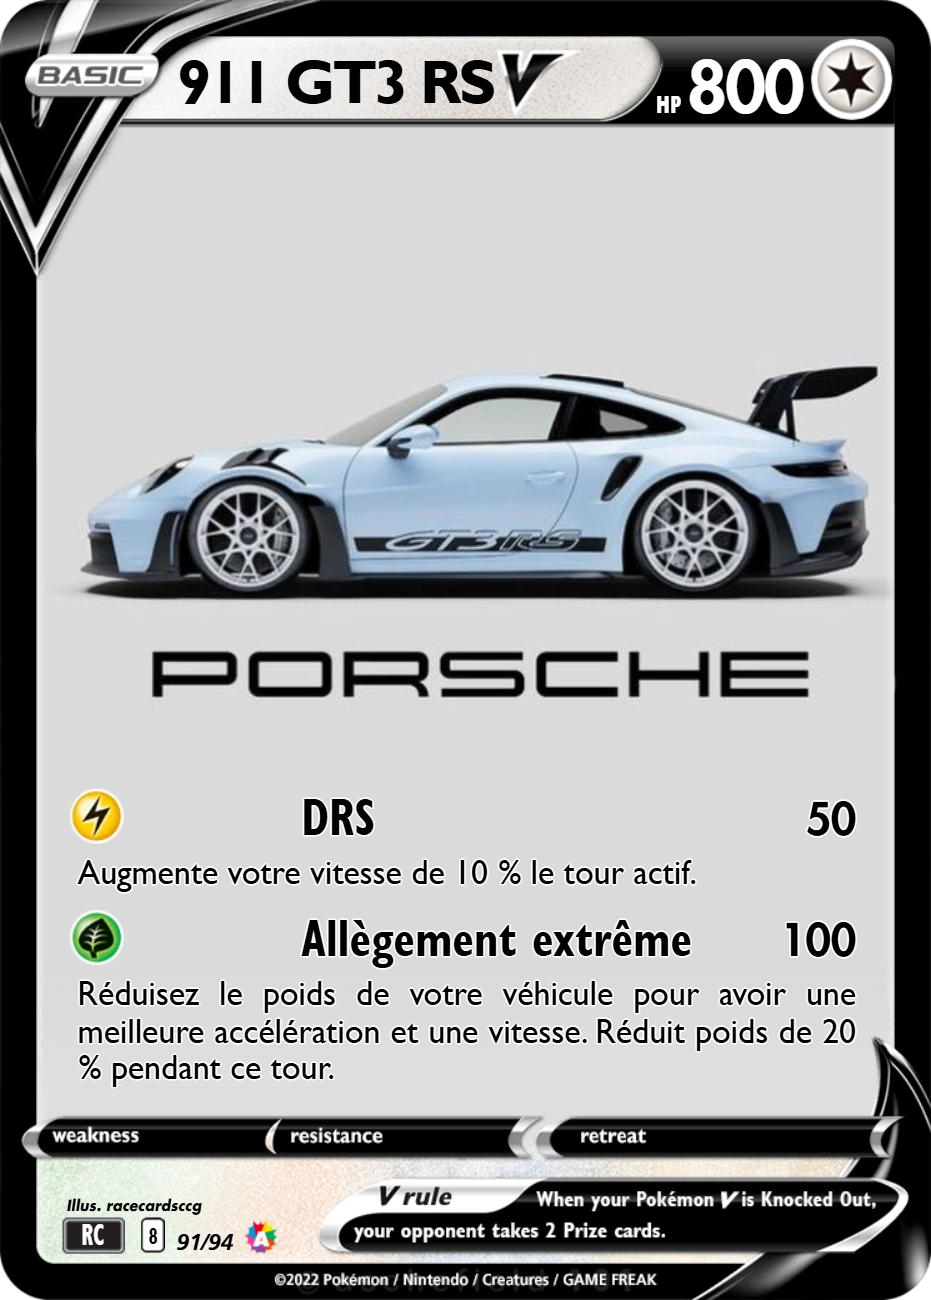 BASIC
911 GT3 RS V
HP 800
GT3 RS
PORSCHE
DRS 50
Augmente votre vitesse de 10 % le tour actif.
Allègement extrême 100
Réduisez le poids de votre véhicule pour avoir une
meilleure accélération et une vitesse. Réduit poids de 20
% pendant ce tour.
weakness resistance retreat
V rule When your Pokémon V is Knocked Out,
your opponent takes 2 Prize cards.
Illus. racecardsccg
RC 8 91/94 A
©2022 Pokémon / Nintendo / Creatures / GAME FREAK